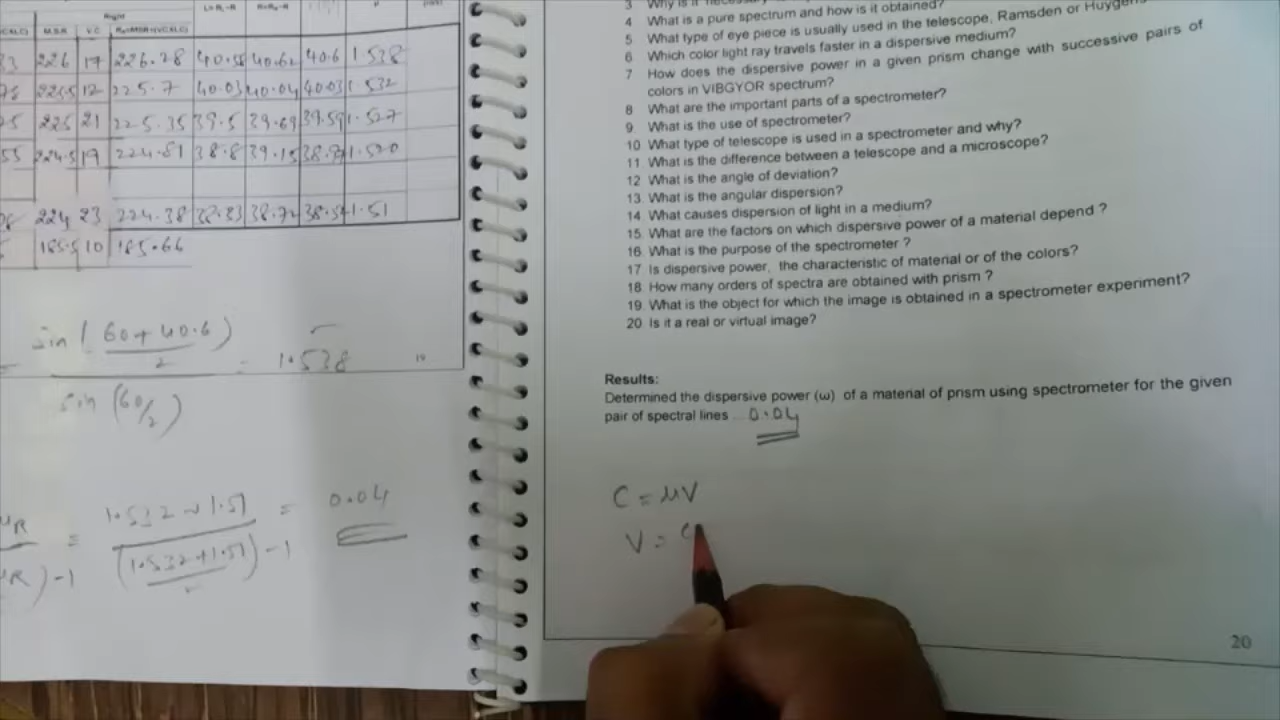 M.S.R V.C
226 17 226.28 40.58 40.62 40.6 1.538
12 225.7 40.03 40.04 40.03 1.532
225 21 225.35 39.5 39.69 39.59 1.527
224.5 19 224.81 38.8 39.15 1.520
224 23 224.38 38.33 38.72 1.51
185.5 10 185.66
sin(60+40.6)
2
= 1.538
sin(60/2)
19
μR = 1.532 ~ 1.51 = 0.04
μR)-1 (1.532+1.51)-1
2
4 What is a pure spectrum and how is it obtained?
5 What type of eye piece is usually used in the telescope, Ramsden or
6 Which color light ray travels faster in a dispersive medium?
7 How does the dispersive power in a given prism change with successive pairs of
colors in VIBGYOR spectrum?
8 What are the important parts of a spectrometer?
9 What is the use of spectrometer?
10 What type of telescope is used in a spectrometer and why?
11 What is the difference between a telescope and a microscope?
12 What is the angle of deviation?
13 What is the angular dispersion?
14 What causes dispersion of light in a medium?
15 What are the factors on which dispersive power of a material depend ?
16 What is the purpose of the spectrometer ?
17 Is dispersive power, the characteristic of material or of the colors?
18 How many orders of spectra are obtained with prism ?
19 What is the object for which the image is obtained in a spectrometer experiment?
20 Is it a real or virtual image?
Results:
Determined the dispersive power (ω) of a material of prism using spectrometer for the given
pair of spectral lines 0.04
C = μV
V = C
20